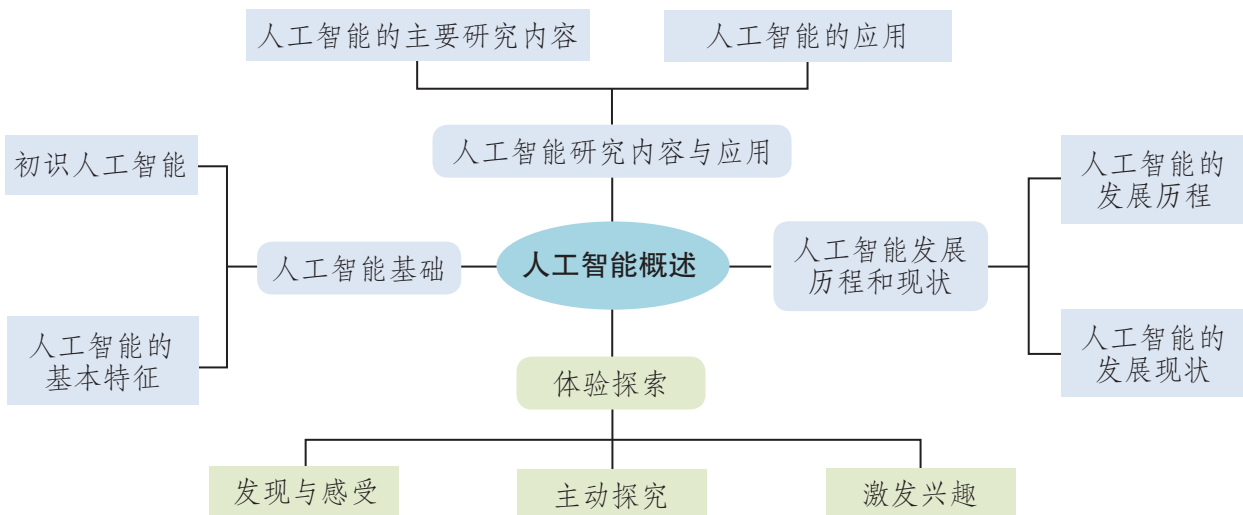 人工智能的主要研究内容
人工智能的应用
人工智能研究内容与应用
初识人工智能
人工智能的
发展历程
人工智能基础
人工智能概述
人工智能发展
历程和现状
人工智能的
基本特征
人工智能的
发展现状
体验探索
发现与感受
主动探究
激发兴趣